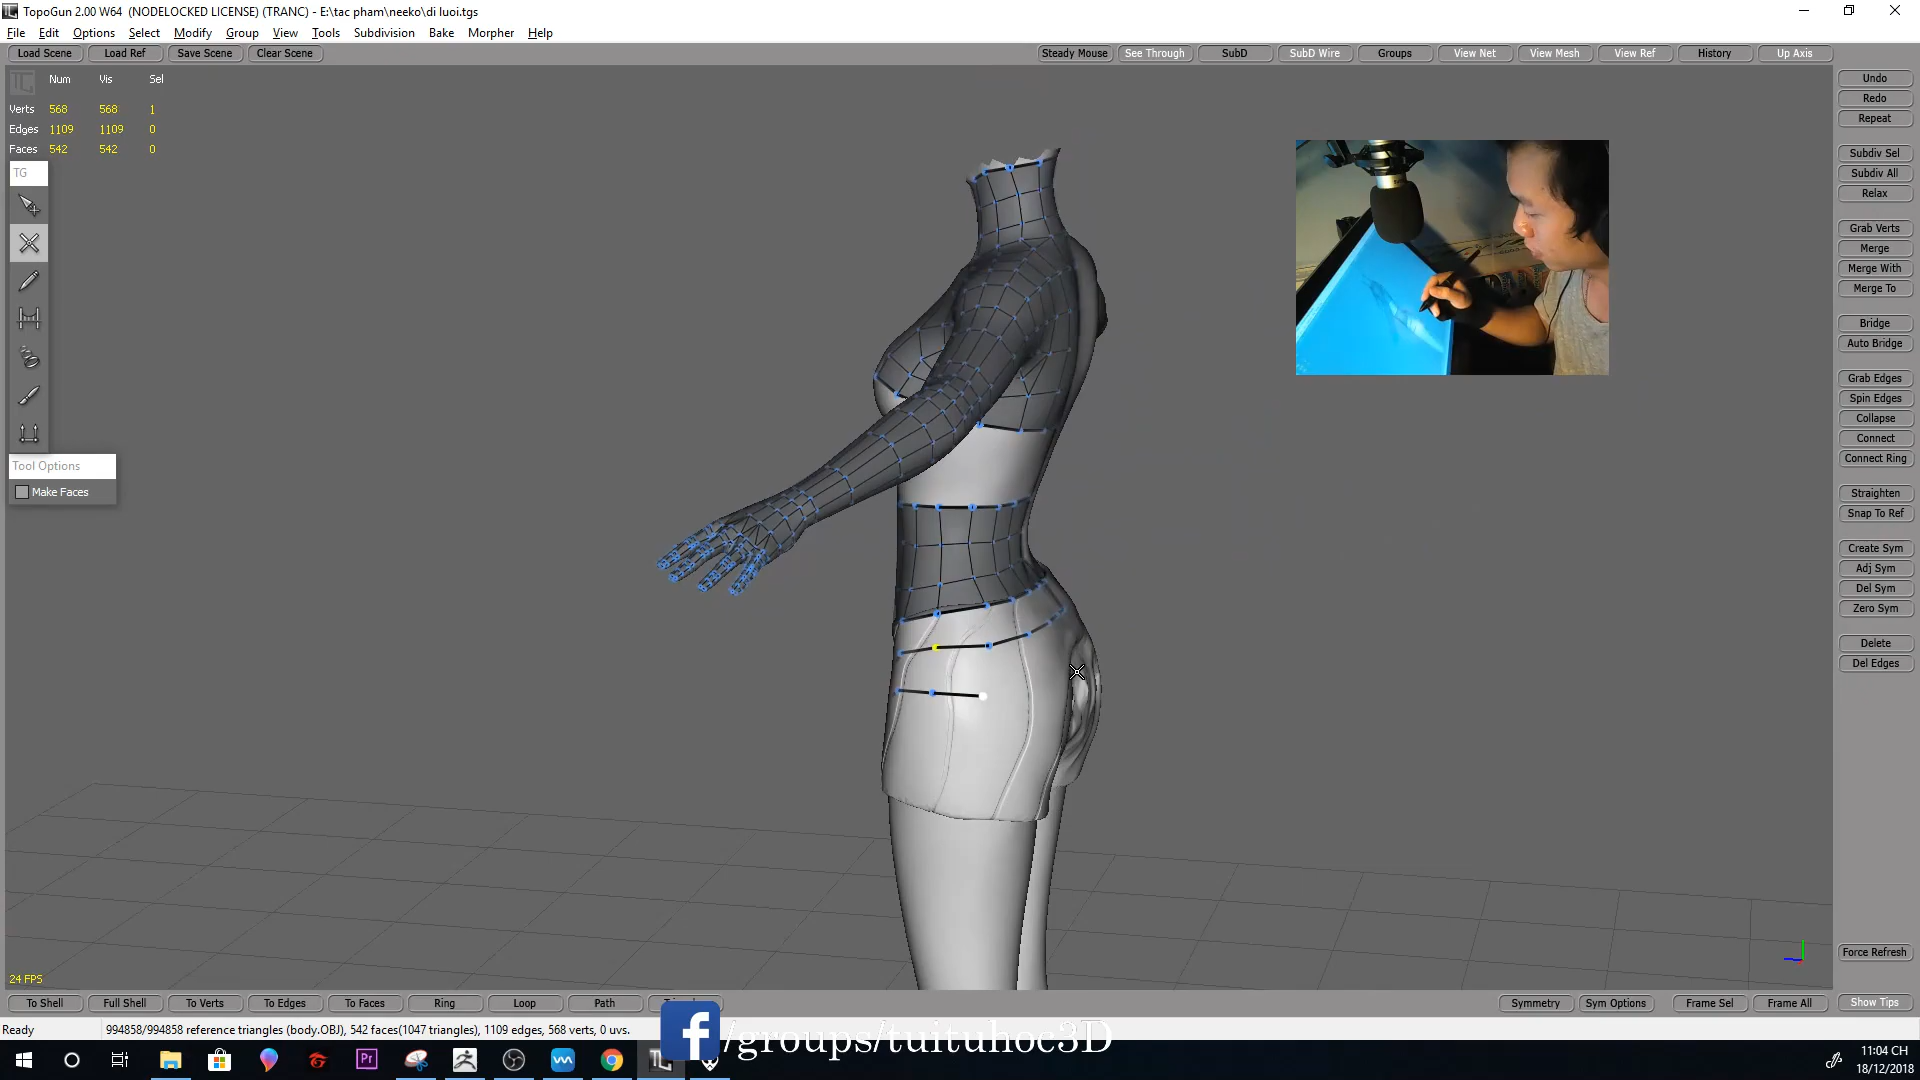 TopoGun 2.00 W64 (NODELOCKED LICENSE) (TRANC) - E:\tac pham\neeko\di luoi.tgs
File Edit Options Select Modify Group View Tools Subdivision Bake Morpher Help
Load Scene Load Ref Save Scene Clear Scene Steady Mouse See Through SubD SubD Wire Groups View Net View Mesh View Ref History Up Axis
Num Vis Sel
Verts 568 568 1
Edges 1109 1109 0
Faces 542 542 0
TG
Tool Options
Make Faces
Undo
Redo
Repeat
Subdiv Sel
Subdiv All
Relax
Grab Verts
Merge
Merge With
Merge To
Bridge
Auto Bridge
Grab Edges
Spin Edges
Collapse
Connect
Connect Ring
Straighten
Snap To Ref
Create Sym
Adj Sym
Del Sym
Zero Sym
Delete
Del Edges
Force Refresh
24 FPS
To Shell Full Shell To Verts To Edges To Faces Ring Loop Path Symmetry Sym Options Frame Sel Frame All Show Tips
Ready 994858/994858 reference triangles (body.OBJ), 542 faces(1047 triangles), 1109 edges, 568 verts, 0 uvs.
f /groups/tuituhoc3D
Pr
11:04 CH
18/12/2018